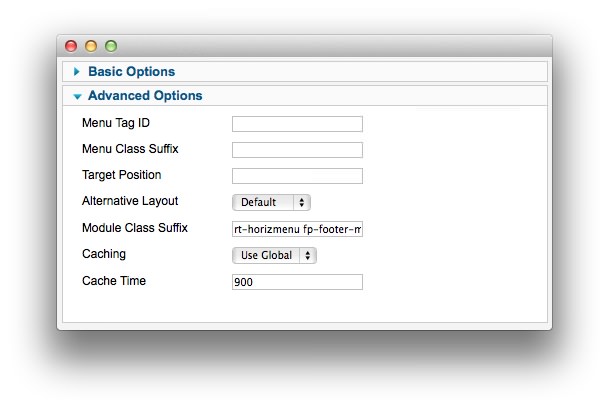 Basic Options
Advanced Options
Menu Tag ID
Menu Class Suffix
Target Position
Alternative Layout Default
Module Class Suffix rt-horizmenu fp-footer-m
Caching Use Global
Cache Time 900